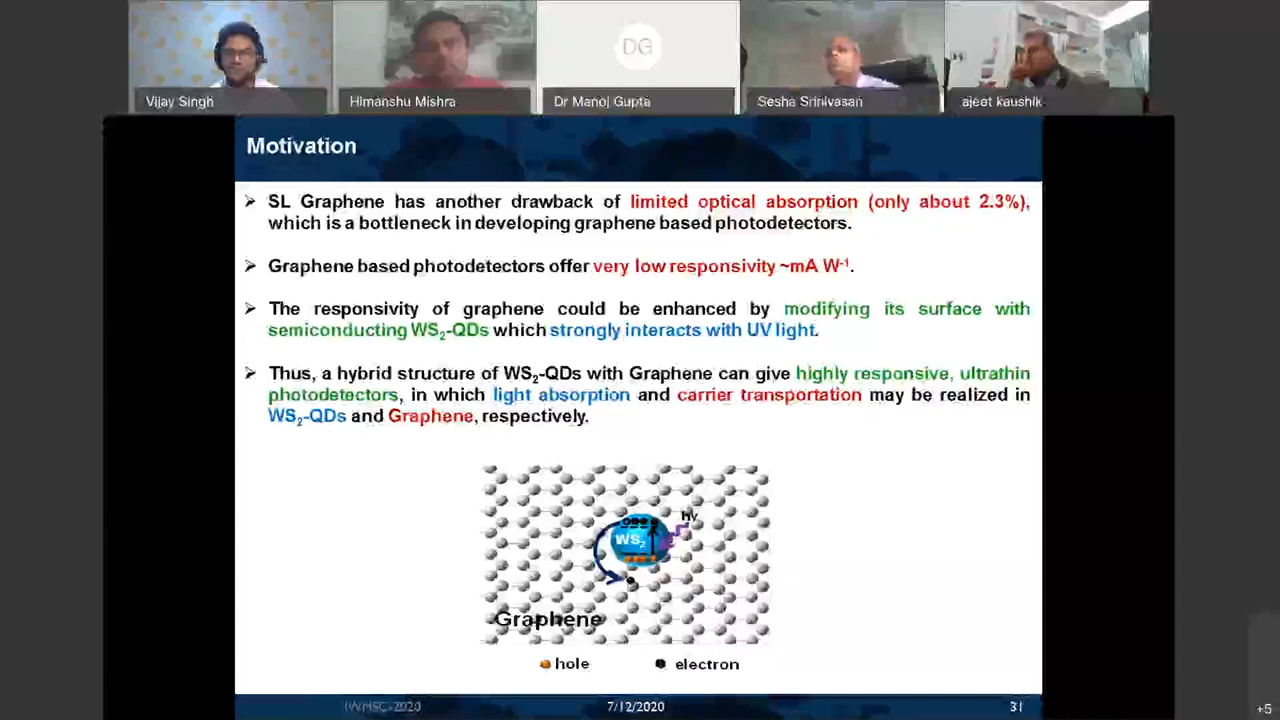 DG
Vijay Singh
Himanshu Mishra
Dr Manoj Gupta
Sesha Srinivasan
ajeet kaushik
Motivation
➢ SL Graphene has another drawback of limited optical absorption (only about 2.3%),
which is a bottleneck in developing graphene based photodetectors.
➢ Graphene based photodetectors offer very low responsivity ~mA W⁻¹.
➢ The responsivity of graphene could be enhanced by modifying its surface with
semiconducting WS₂-QDs which strongly interacts with UV light.
➢ Thus, a hybrid structure of WS₂-QDs with Graphene can give highly responsive, ultrathin
photodetectors, in which light absorption and carrier transportation may be realized in
WS₂-QDs and Graphene, respectively.
hν
WS₂
Graphene
hole electron
IWHSC-2020 7/12/2020 31
+5